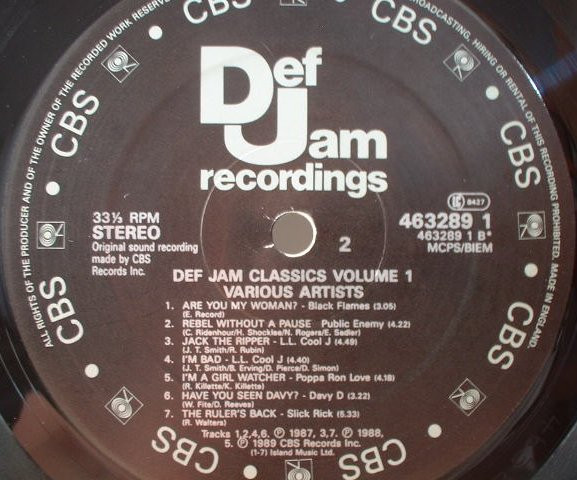 ALL RIGHTS OF THE PRODUCER AND OF THE OWNER OF THE RECORDED WORK RESERVED
BROADCASTING, HIRING OR RENTAL OF THIS RECORDING PROHIBITED. MADE IN ENGLAND.
CBS
CBS
CBS
CBS
CBS
CBS
CBS
CBS
Def
Jam
recordings
33⅓ RPM
STEREO
Original sound recording
made by CBS
Records Inc.
2
8427
463289 1
463289 1 B*
MCPS/BIEM
DEF JAM CLASSICS VOLUME 1
VARIOUS ARTISTS
1. ARE YOU MY WOMAN? - Black Flames (3.05)
(E. Record)
2. REBEL WITHOUT A PAUSE Public Enemy (4.22)
(C. Ridenhour/H. Shocklee/N. Rogers/E. Sadler)
3. JACK THE RIPPER - L.L. Cool J (4.49)
(J. T. Smith/R. Rubin)
4. I'M BAD - L.L. Cool J (4.40)
(J. T. Smith/B. Erving/D. Pierce/D. Simon)
5. I'M A GIRL WATCHER - Poppa Ron Love (4.18)
(R. Killette/K. Killette)
6. HAVE YOU SEEN DAVY? - Davy D (3.22)
(W. Fite/D. Reeves)
7. THE RULER'S BACK - Slick Rick (5.33)
(R. Walters)
Tracks 1,2,4,6. ℗ 1987, 3,7. ℗ 1988,
5. ℗ 1989 CBS Records Inc.
(1-7) Island Music Ltd.